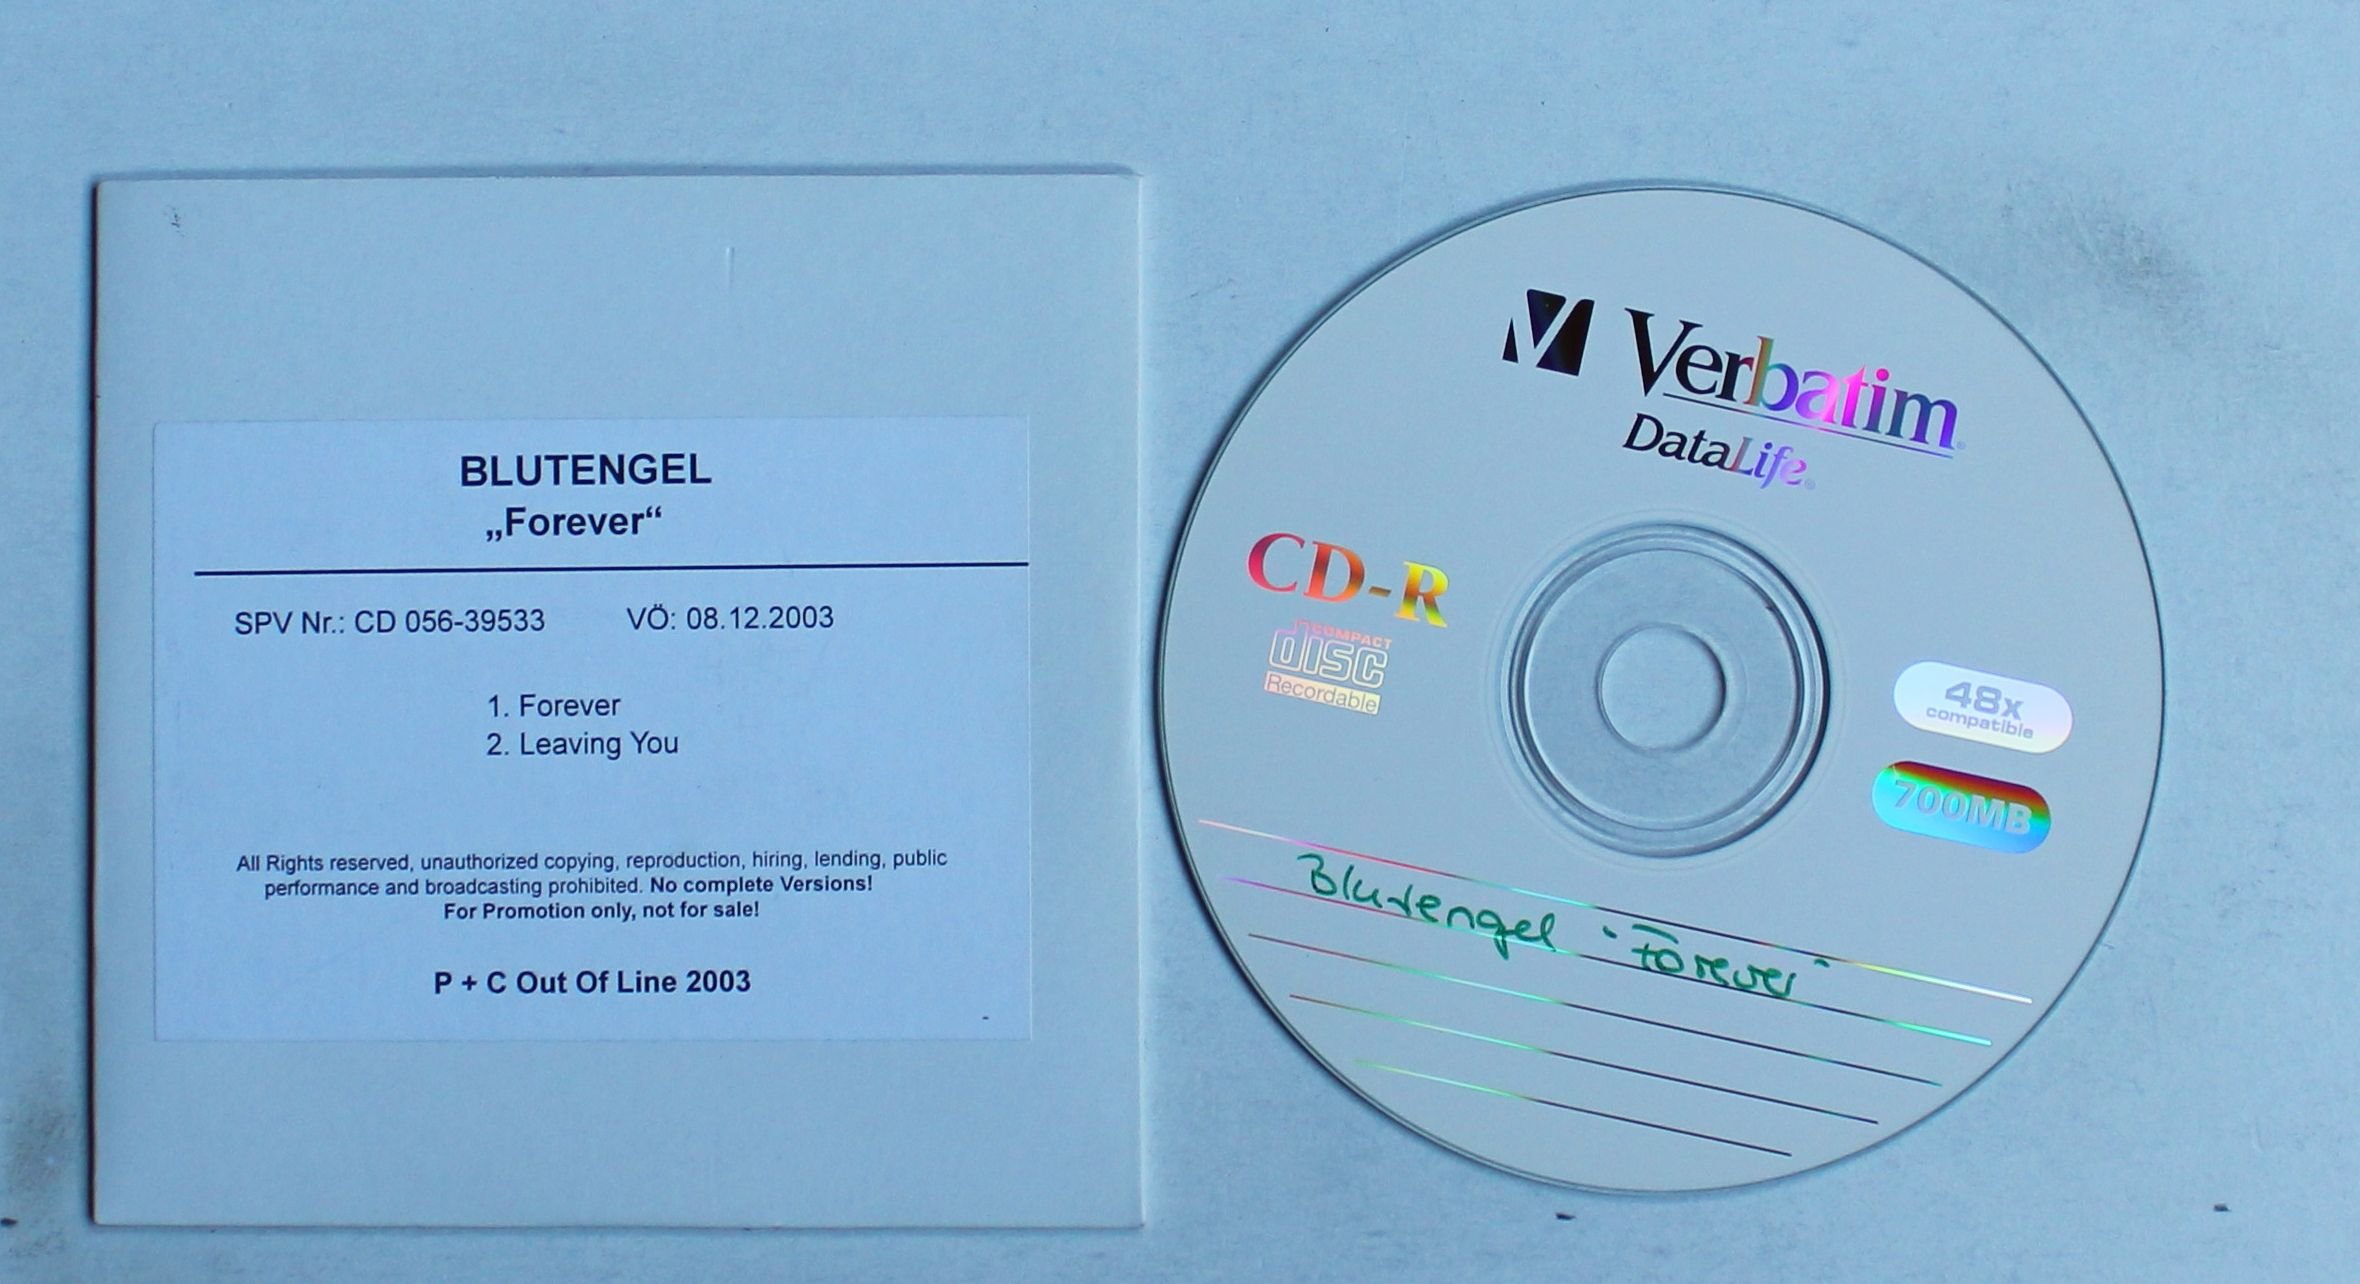 BLUTENGEL
„Forever“
SPV Nr.: CD 056-39533 VÖ: 08.12.2003
1. Forever
2. Leaving You
All Rights reserved, unauthorized copying, reproduction, hiring, lending, public
performance and broadcasting prohibited. No complete Versions!
For Promotion only, not for sale!
P + C Out Of Line 2003
Verbatim®
DataLife®
CD-R
COMPACT
disc
Recordable
48x
compatible
700MB
Blutengel "Forever"